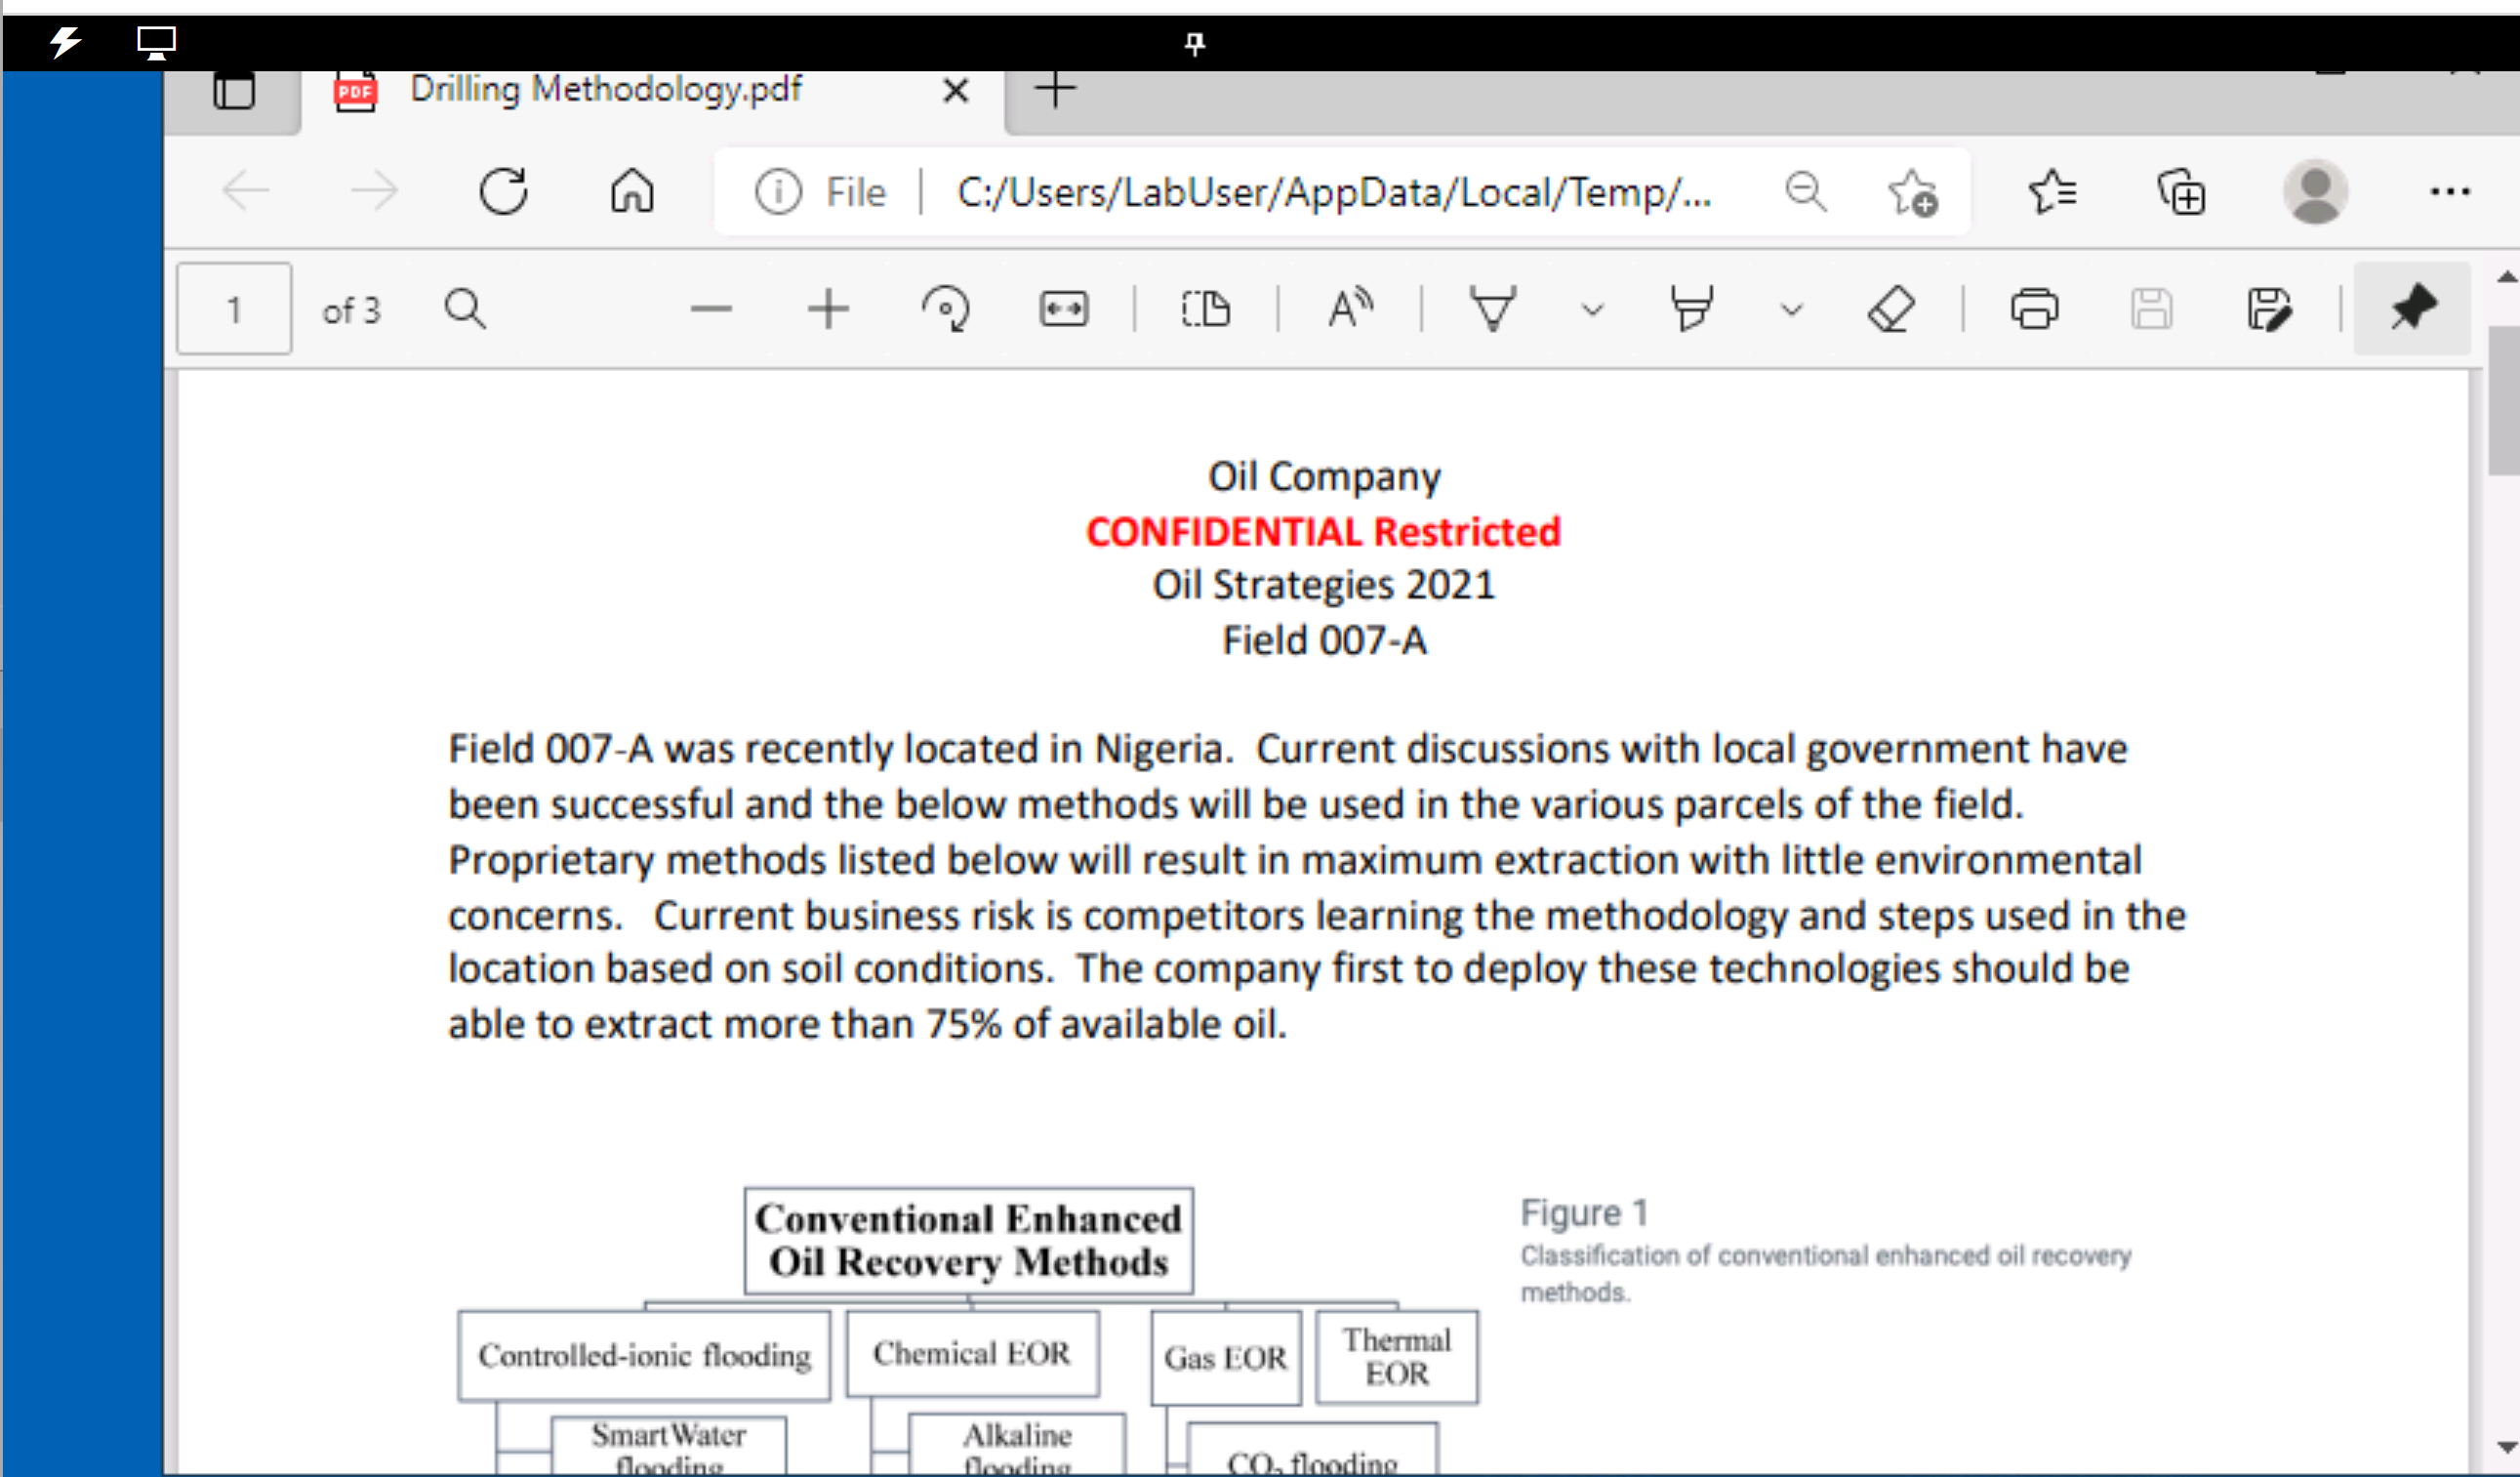 Drilling Methodology.pdf
File
C:/Users/LabUser/AppData/Local/Temp/...
1 of 3
Oil Company
CONFIDENTIAL Restricted
Oil Strategies 2021
Field 007-A
Field 007-A was recently located in Nigeria.  Current discussions with local government have
been successful and the below methods will be used in the various parcels of the field.
Proprietary methods listed below will result in maximum extraction with little environmental
concerns.   Current business risk is competitors learning the methodology and steps used in the
location based on soil conditions.  The company first to deploy these technologies should be
able to extract more than 75% of available oil.
Conventional Enhanced
Oil Recovery Methods
Figure 1
Classification of conventional enhanced oil recovery
methods.
Controlled-ionic flooding
Chemical EOR
Gas EOR
Thermal
EOR
SmartWater
flooding
Alkaline
flooding
CO₂ flooding